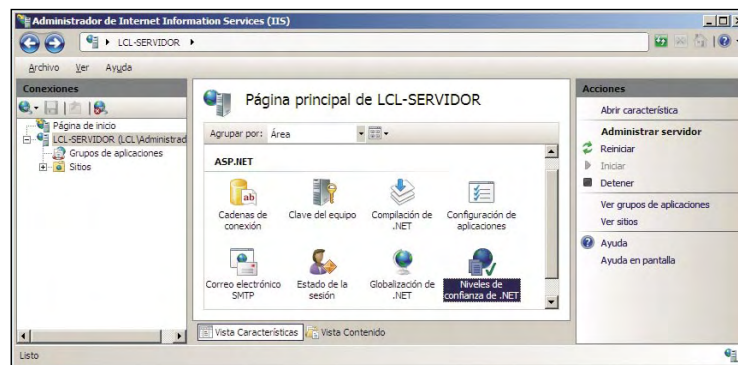 Administrador de Internet Information Services (IIS)
LCL-SERVIDOR
Archivo Ver Ayuda
Conexiones
Página de inicio
LCL-SERVIDOR (LCL\Administrad
Grupos de aplicaciones
Sitios
Página principal de LCL-SERVIDOR
Agrupar por: Área
ASP.NET
Cadenas de conexión
Clave del equipo
Compilación de .NET
Configuración de aplicaciones
Correo electrónico SMTP
Estado de la sesión
Globalización de .NET
Niveles de confianza de .NET
Vista Características
Vista Contenido
Acciones
Abrir característica
Administrar servidor
Reiniciar
Iniciar
Detener
Ver grupos de aplicaciones
Ver sitios
Ayuda
Ayuda en pantalla
Listo